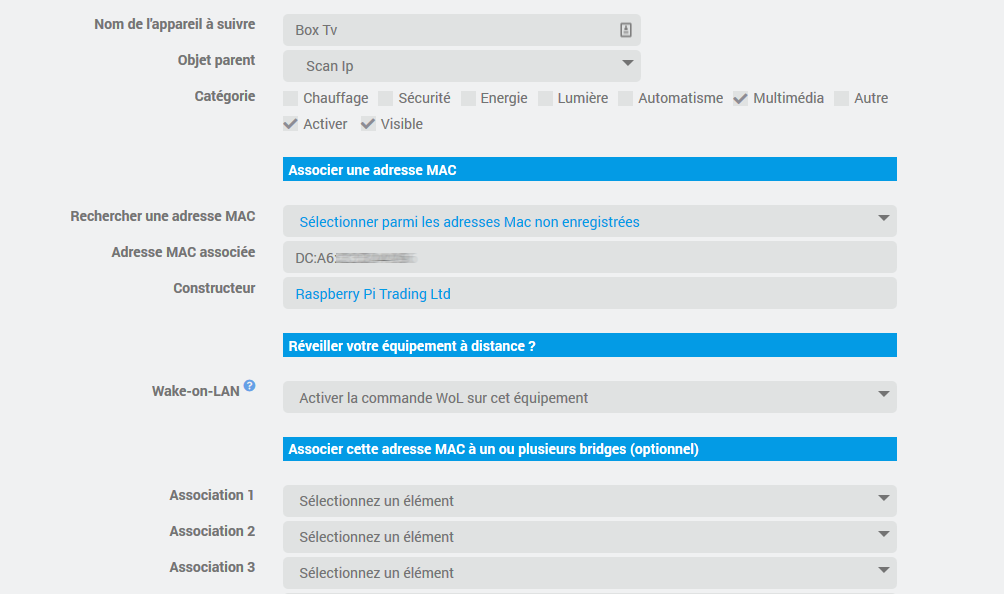 Nom de l'appareil à suivre Box Tv
Objet parent Scan Ip
Catégorie Chauffage Sécurité Energie Lumière Automatisme Multimédia Autre
Activer Visible
Associer une adresse MAC
Rechercher une adresse MAC Sélectionner parmi les adresses Mac non enregistrées
Adresse MAC associée DC:A6:
Constructeur Raspberry Pi Trading Ltd
Réveiller votre équipement à distance ?
Wake-on-LAN ? Activer la commande WoL sur cet équipement
Associer cette adresse MAC à un ou plusieurs bridges (optionnel)
Association 1 Sélectionnez un élément
Association 2 Sélectionnez un élément
Association 3 Sélectionnez un élément